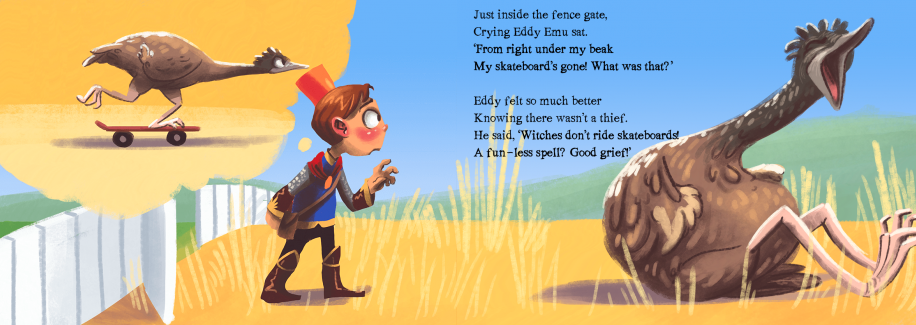 Just inside the fence gate,
Crying Eddy Emu sat.
‘From right under my beak
My skateboard’s gone! What was that?’
Eddy felt so much better
Knowing there wasn’t a thief.
He said, ‘Witches don’t ride skateboards!
A fun-less spell? Good grief!’